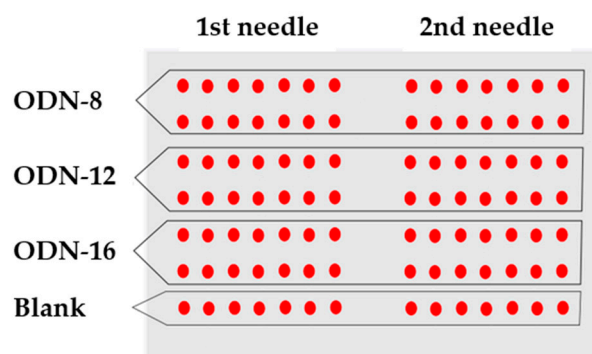 1st needle 2nd needle
ODN-8
ODN-12
ODN-16
Blank